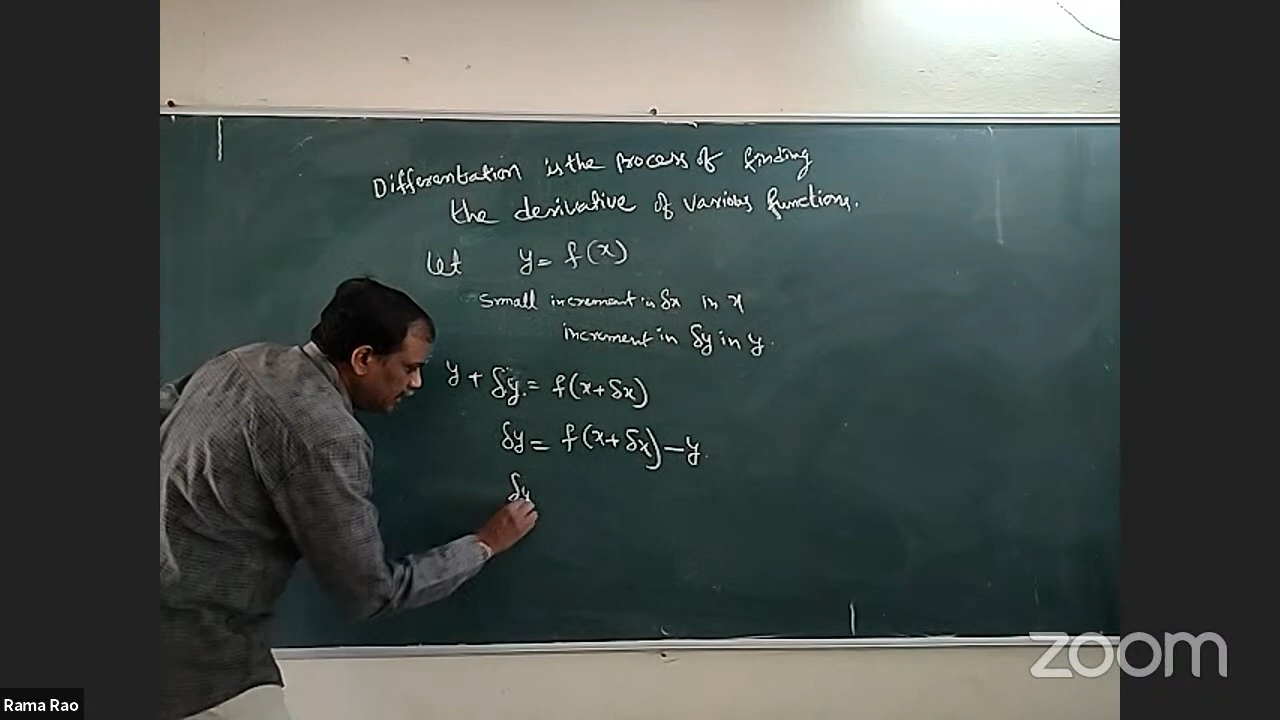 Differentiation is the process of finding
the derivative of various functions.
Let y = f(x)
Small increment in δx in x
increment in δy in y.
y + δy = f(x+δx)
δy = f(x+δx) - y.
δy
zoom
Rama Rao